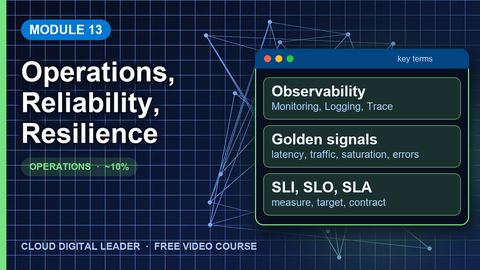 MODULE 13
Operations,
Reliability,
Resilience
OPERATIONS · ~10%
key terms
Observability
Monitoring, Logging, Trace
Golden signals
latency, traffic, saturation, errors
SLI, SLO, SLA
measure, target, contract
CLOUD DIGITAL LEADER · FREE VIDEO COURSE